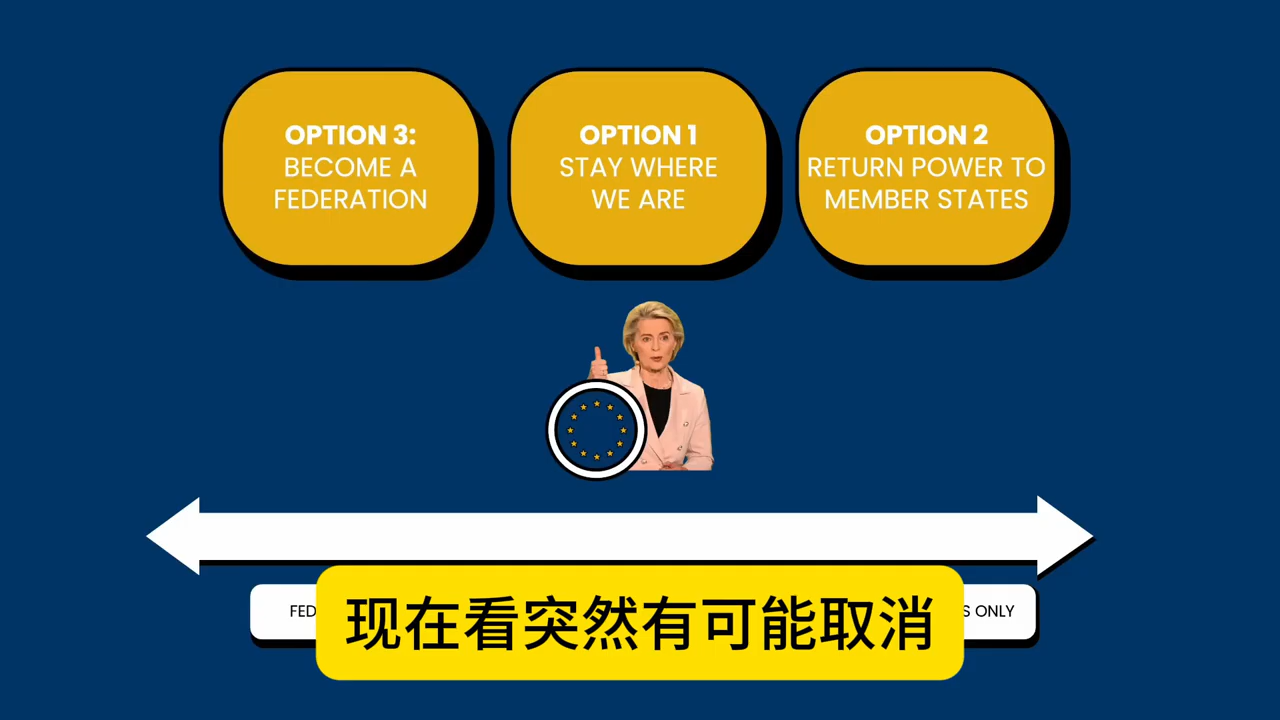 OPTION 3:
BECOME A
FEDERATION
OPTION 1
STAY WHERE
WE ARE
OPTION 2
RETURN POWER TO
MEMBER STATES
ONLY
现在看突然有可能取消